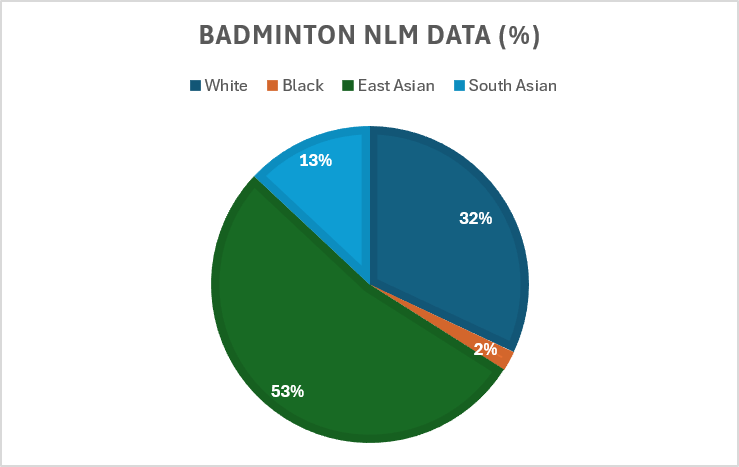 BADMINTON NLM DATA (%)
White Black East Asian South Asian
13%
32%
2%
53%